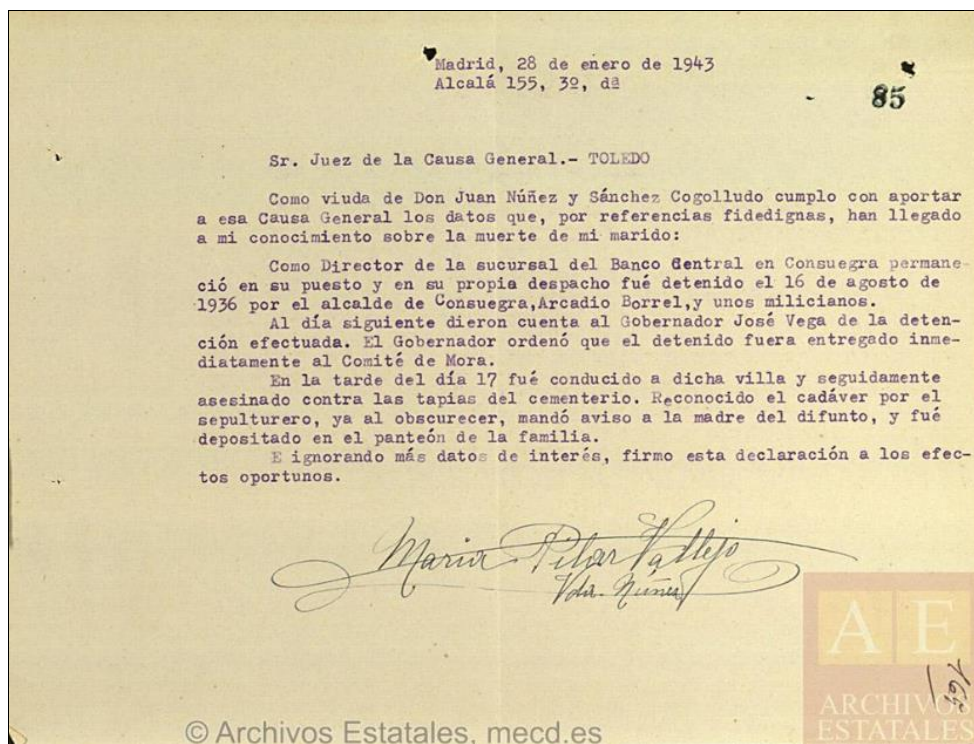 Madrid, 28 de enero de 1943
Alcalá 155, 3º, dª
85
Sr. Juez de la Causa General.- TOLEDO
Como viuda de Don Juan Núñez y Sánchez Cogolludo cumplo con aportar
a esa Causa General los datos que, por referencias fidedignas, han llegado
a mi conocimiento sobre la muerte de mi marido:
Como Director de la sucursal del Banco Central en Consuegra permane-
ció en su puesto y en su propia despacho fué detenido el 16 de agosto de
1936 por el alcalde de Consuegra,Arcadio Borrel,y unos milicianos.
Al día siguiente dieron cuenta al Gobernador José Vega de la deten-
ción efectuada. El Gobernador ordenó que el detenido fuera entregado inme-
diatamente al Comité de Mora.
En la tarde del día 17 fué conducido a dicha villa y seguidamente
asesinado contra las tapias del cementerio. Reconocido el cadáver por el
sepulturero, ya al obscurecer, mandó aviso a la madre del difunto, y fué
depositado en el panteón de la familia.
E ignorando más datos de interés, firmo esta declaración a los efec-
tos oportunos.
Maria Pilar Vallejo
Vda. Núñez
AE
ARCHIVOS
ESTATALES
© Archivos Estatales, mecd.es